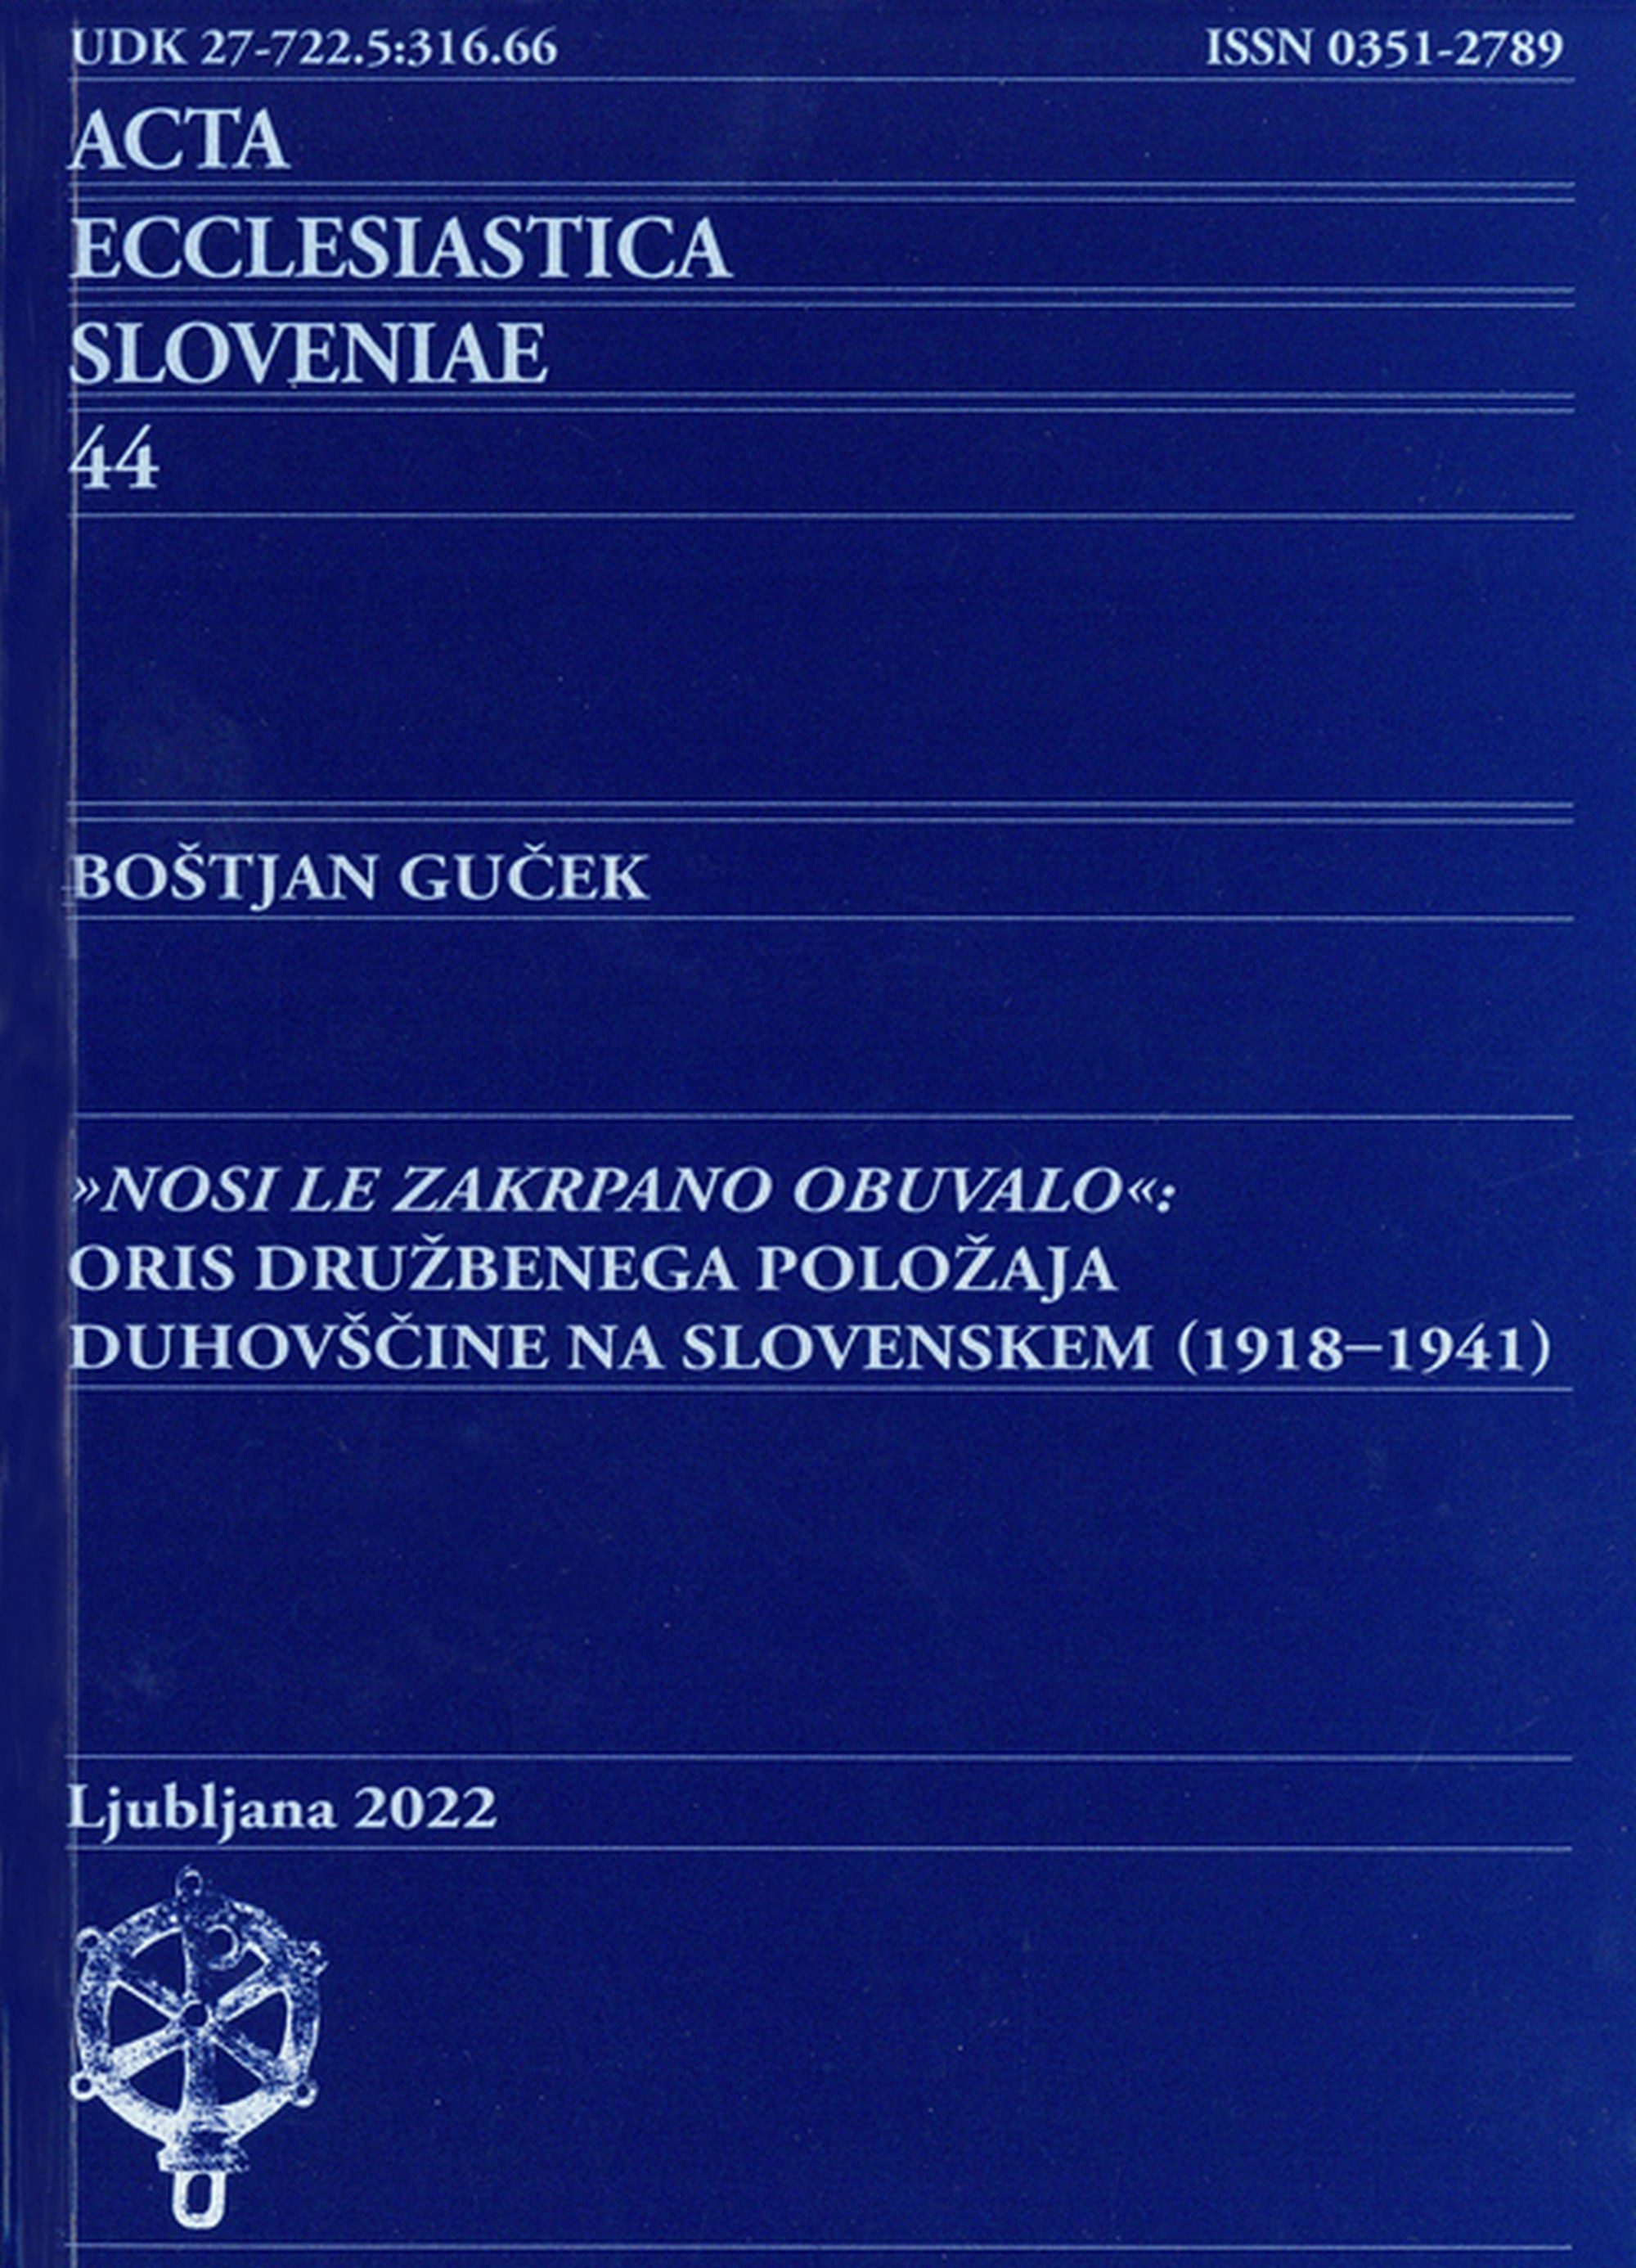 UDK 27-722.5:316.66
ISSN 0351-2789
ACTA
ECCLESIASTICA
SLOVENIAE
44
BOŠTJAN GUČEK
»NOSI LE ZAKRPANO OBUVALO«:
ORIS DRUŽBENEGA POLOŽAJA
DUHOVŠČINE NA SLOVENSKEM (1918–1941)
Ljubljana 2022